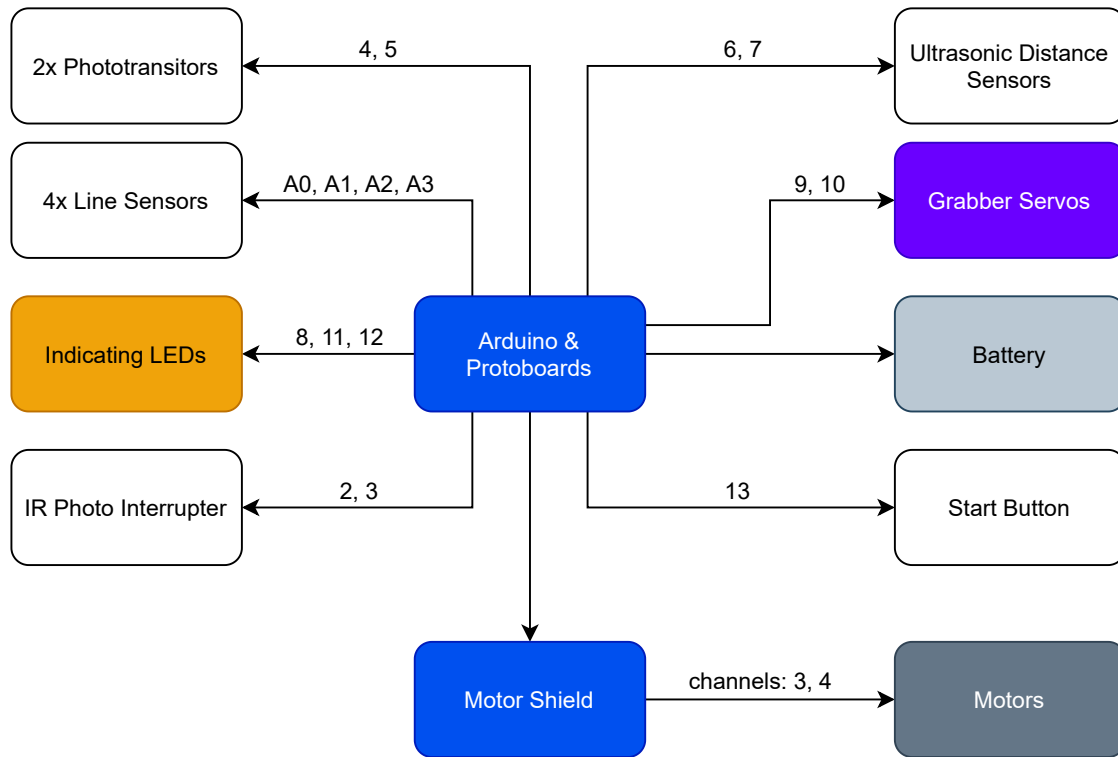 4, 5
6, 7
2x Phototransitors
Ultrasonic Distance
Sensors
A0, A1, A2, A3
9, 10
4x Line Sensors
Grabber Servos
8, 11, 12
Indicating LEDs
Arduino &
Protoboards
Battery
2, 3
13
IR Photo Interrupter
Start Button
channels: 3, 4
Motor Shield
Motors